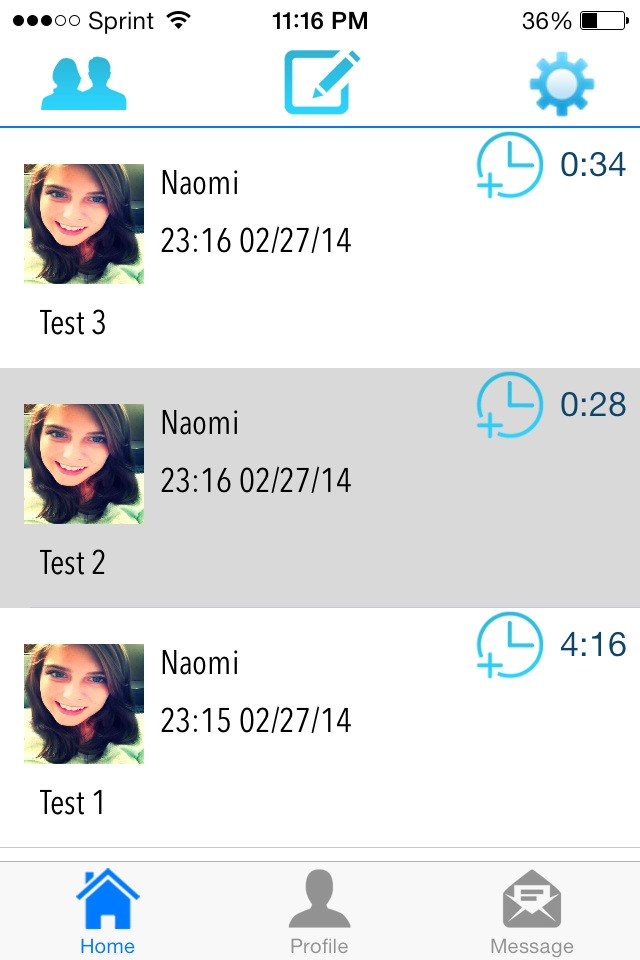 Sprint 11:16 PM 36%
Naomi 0:34
23:16 02/27/14
Test 3
Naomi 0:28
23:16 02/27/14
Test 2
Naomi 4:16
23:15 02/27/14
Test 1
Home Profile Message